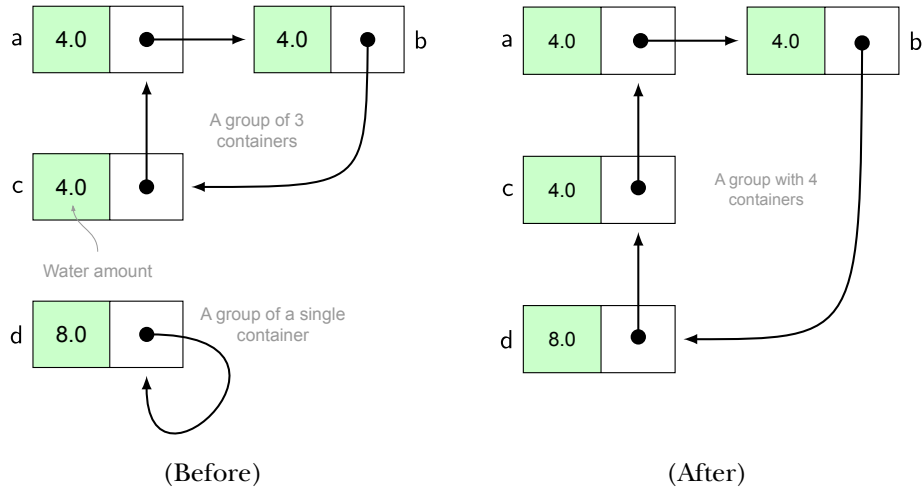 a
4.0
4.0
b
A group of 3
containers
c
4.0
Water amount
d
8.0
A group of a single
container
(Before)
a
4.0
4.0
b
c
4.0
A group with 4
containers
d
8.0
(After)